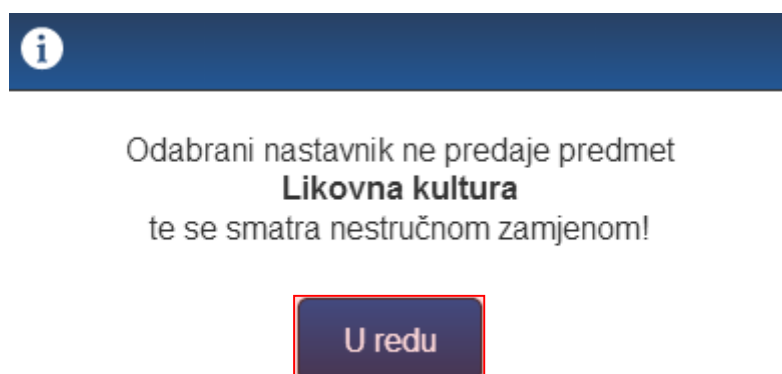 Odabrani nastavnik ne predaje predmet
Likovna kultura
te se smatra nestručnom zamjenom!
U redu